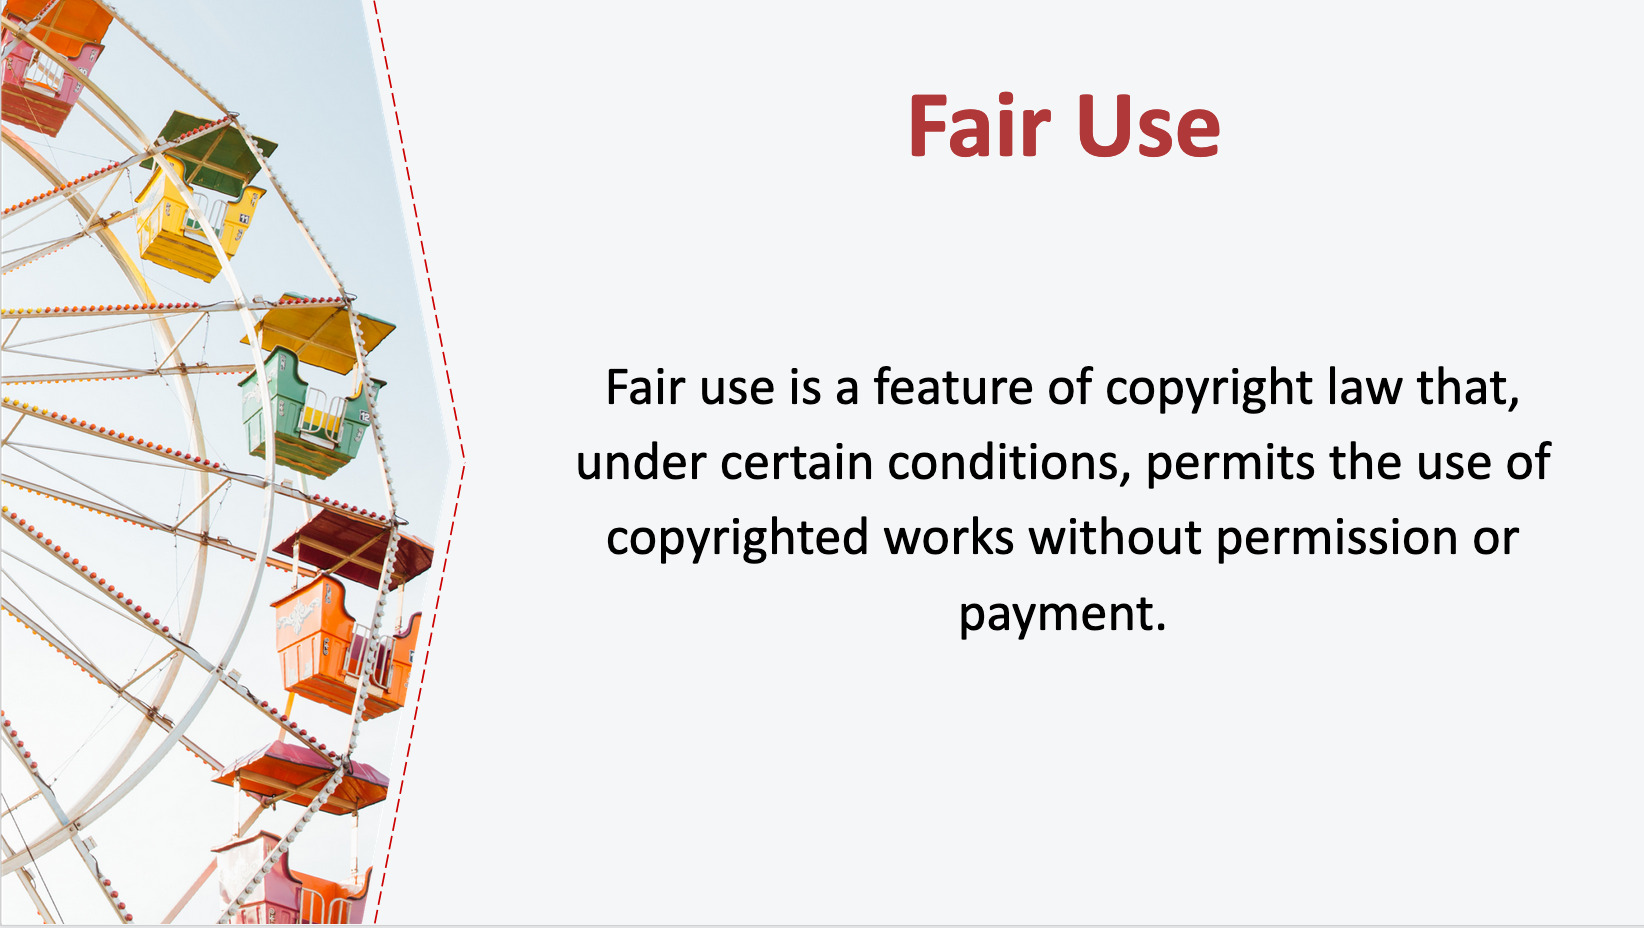 Fair Use
Fair use is a feature of copyright law that,
under certain conditions, permits the use of
copyrighted works without permission or
payment.